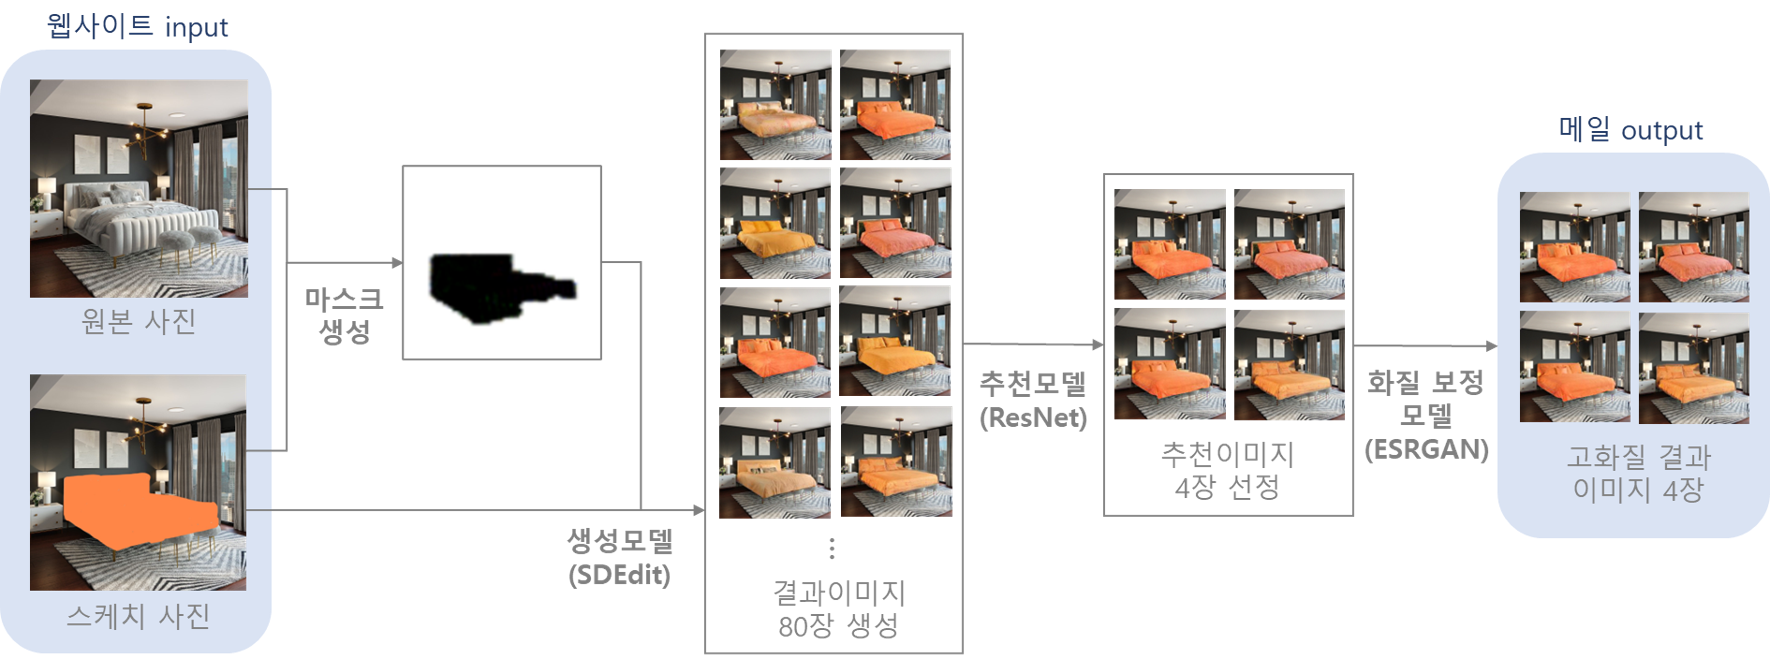 웹사이트 input
원본 사진
스케치 사진
마스크
생성
생성모델
(SDEdit)
⋮
결과이미지
80장 생성
추천모델
(ResNet)
추천이미지
4장 선정
화질 보정
모델
(ESRGAN)
메일 output
고화질 결과
이미지 4장